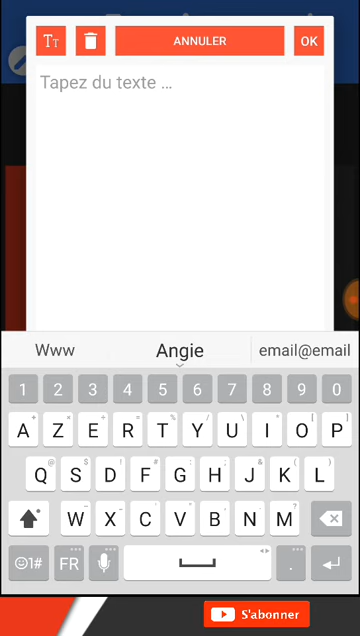 TT ANNULER OK
Tapez du texte ...
Www Angie email@email
1 2 3 4 5 6 7 8 9 0
A Z E R T Y U I O P
Q S D F G H J K L
W X C V B N M ?
☺1# FR .
S'abonner